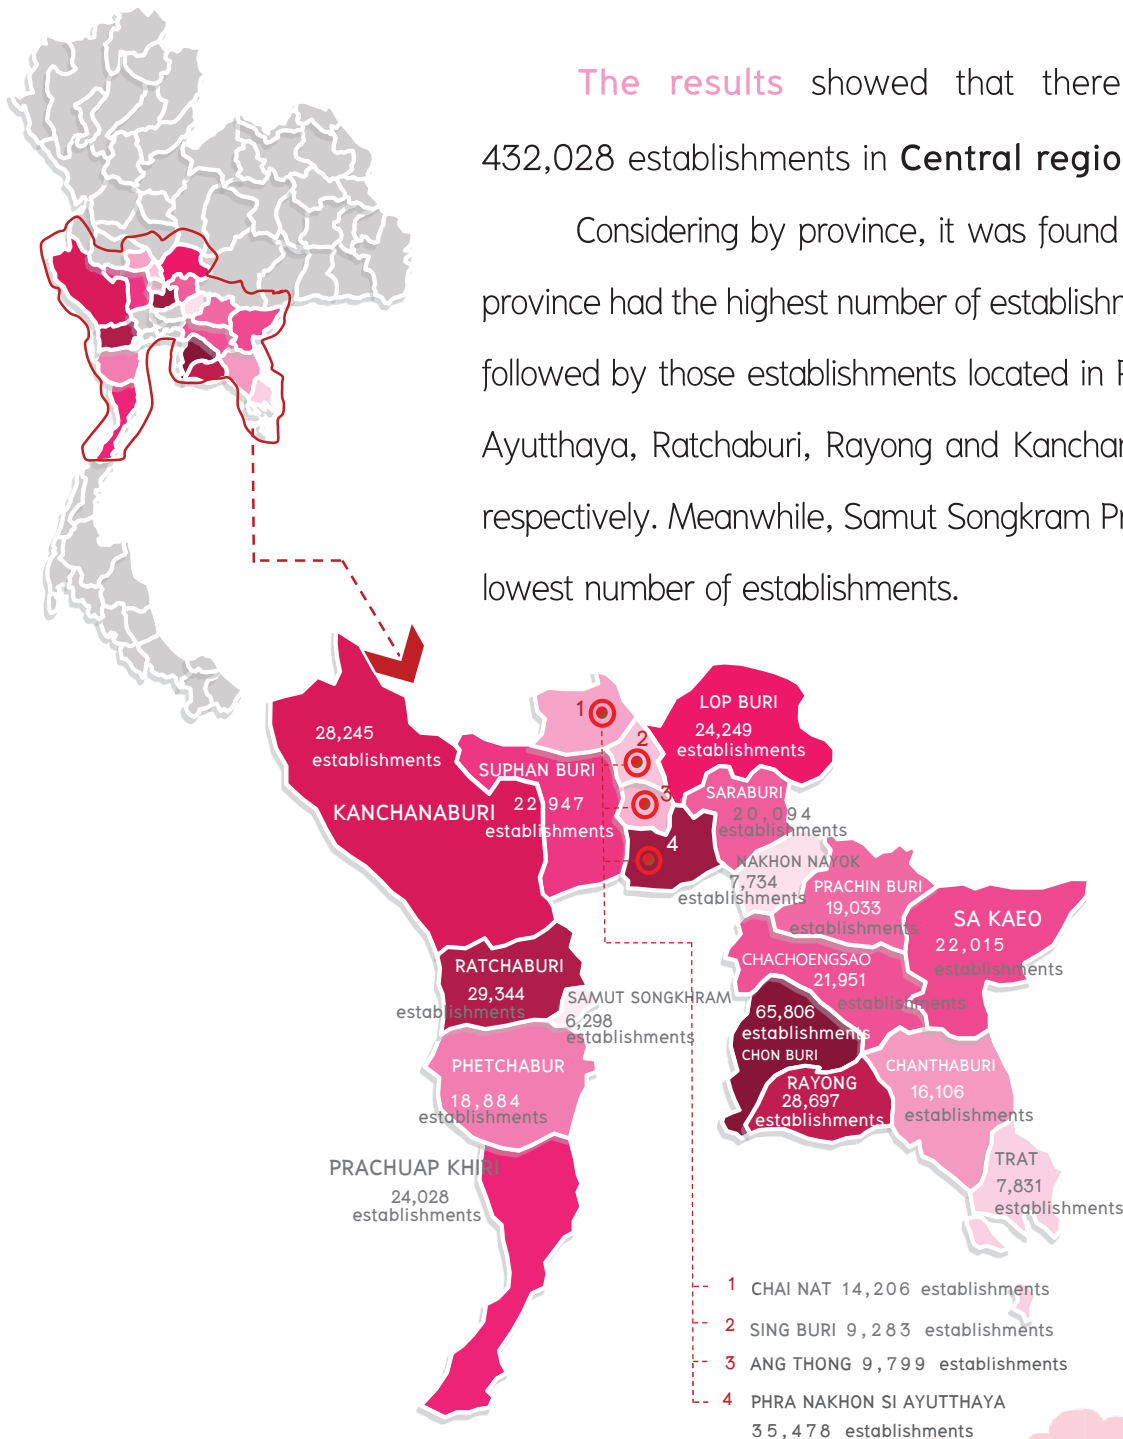 The results showed that there
432,028 establishments in Central regio
Considering by province, it was found
province had the highest number of establishm
followed by those establishments located in P
Ayutthaya, Ratchaburi, Rayong and Kanchan
respectively. Meanwhile, Samut Songkram Pr
lowest number of establishments.
28,245
establishments
KANCHANABURI
SUPHAN BURI
22,947
establishments
1
2
3
4
LOP BURI
24,249
establishments
SARABURI
20,094
establishments
NAKHON NAYOK
7,734
establishments
PRACHIN BURI
19,033
establishments
SA KAEO
22,015
establishments
CHACHOENGSAO
21,951
establishments
RATCHABURI
29,344
establishments
SAMUT SONGKHRAM
6,298
establishments
65,806
establishments
CHON BURI
RAYONG
28,697
establishments
CHANTHABURI
16,106
establishments
PHETCHABUR
18,884
establishments
PRACHUAP KHIRI
24,028
establishments
TRAT
7,831
establishments
1 CHAI NAT 14,206 establishments
2 SING BURI 9,283 establishments
3 ANG THONG 9,799 establishments
4 PHRA NAKHON SI AYUTTHAYA
35,478 establishments